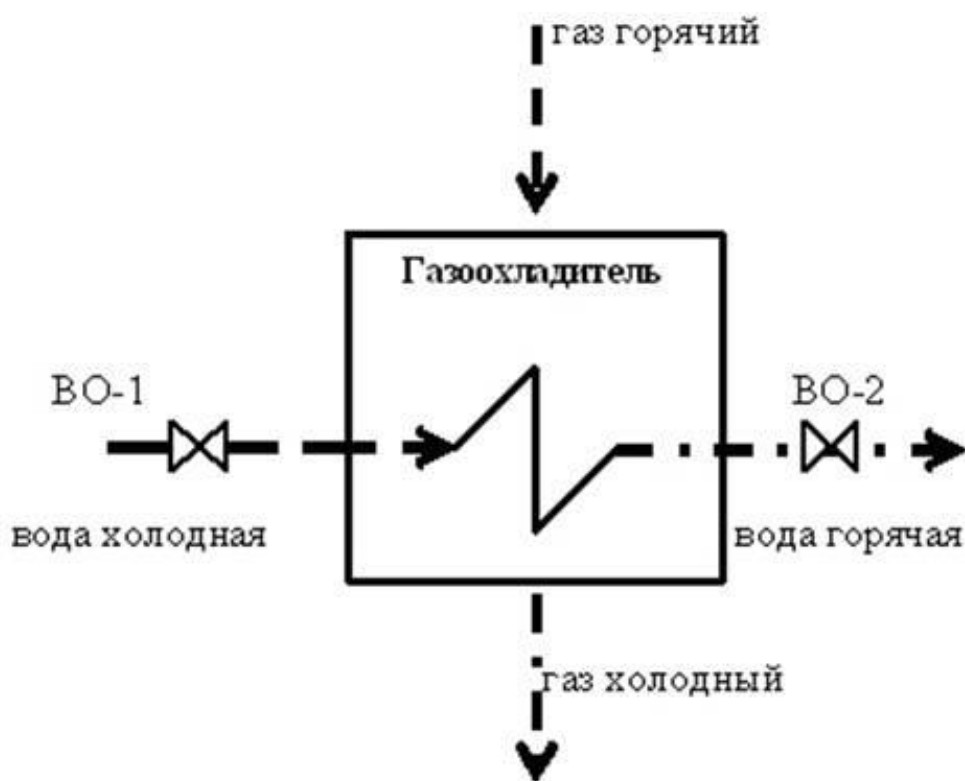 газ горячий
Газоохладитель
ВО-1
ВО-2
вода холодная
вода горячая
газ холодный